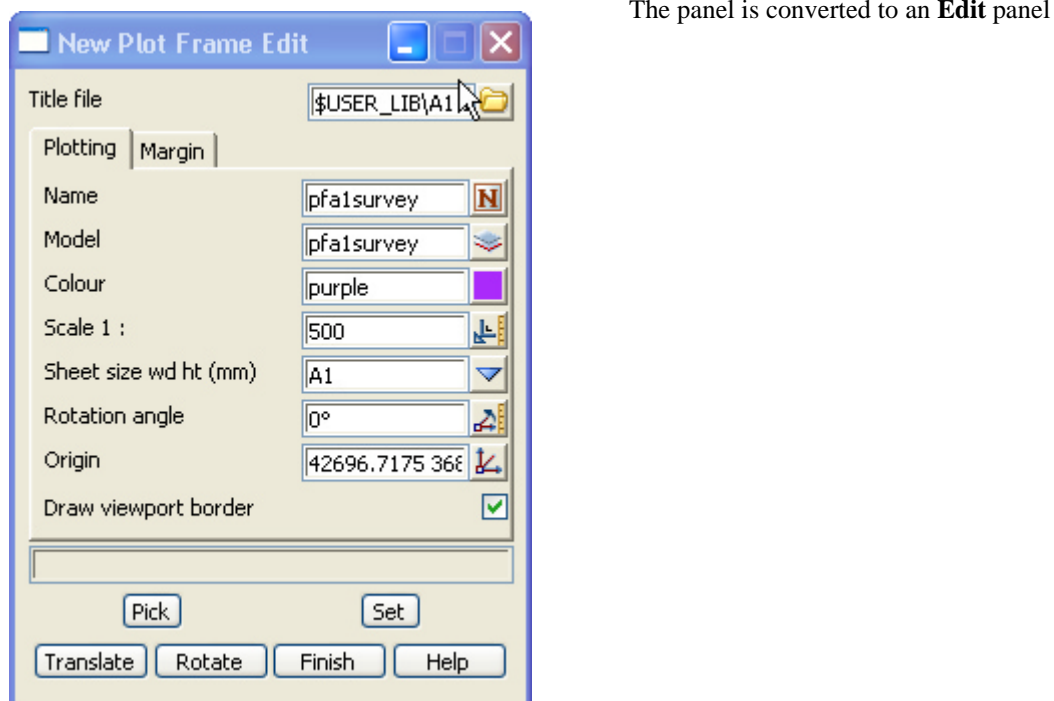 The panel is converted to an Edit panel
New Plot Frame Edit
Title file $USER_LIB\A1
Plotting Margin
Name pfa1survey N
Model pfa1survey
Colour purple
Scale 1 : 500
Sheet size wd ht (mm) A1
Rotation angle 0°
Origin 42696.7175 368
Draw viewport border
Pick Set
Translate Rotate Finish Help